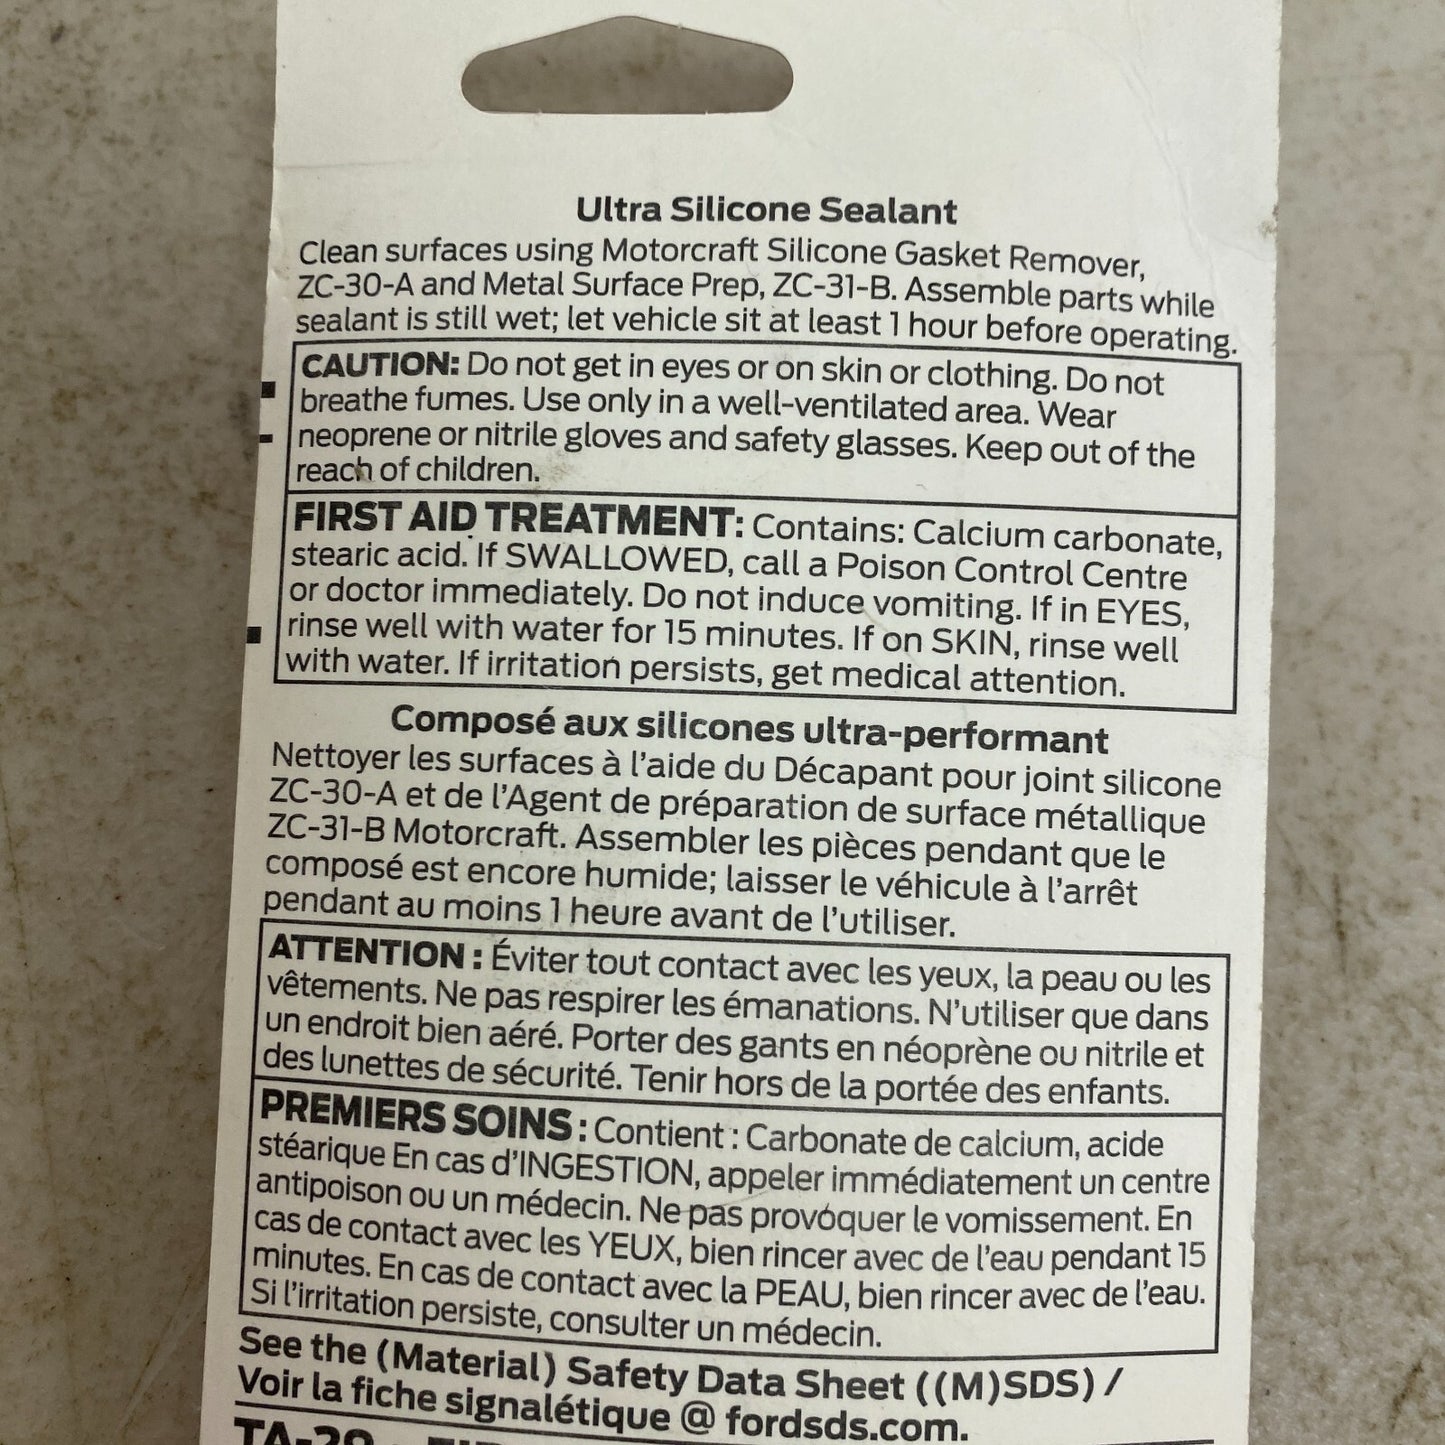 Ultra Silicone Sealant
Clean surfaces using Motorcraft Silicone Gasket Remover,
ZC-30-A and Metal Surface Prep, ZC-31-B. Assemble parts while
sealant is still wet; let vehicle sit at least 1 hour before operating.
CAUTION: Do not get in eyes or on skin or clothing. Do not
breathe fumes. Use only in a well-ventilated area. Wear
neoprene or nitrile gloves and safety glasses. Keep out of the
reach of children.
FIRST AID TREATMENT: Contains: Calcium carbonate,
stearic acid. If SWALLOWED, call a Poison Control Centre
or doctor immediately. Do not induce vomiting. If in EYES,
rinse well with water for 15 minutes. If on SKIN, rinse well
with water. If irritation persists, get medical attention.
Composé aux silicones ultra-performant
Nettoyer les surfaces à l'aide du Décapant pour joint silicone
ZC-30-A et de l'Agent de préparation de surface métallique
ZC-31-B Motorcraft. Assembler les pièces pendant que le
composé est encore humide; laisser le véhicule à l'arrêt
pendant au moins 1 heure avant de l'utiliser.
ATTENTION : Éviter tout contact avec les yeux, la peau ou les
vêtements. Ne pas respirer les émanations. N'utiliser que dans
un endroit bien aéré. Porter des gants en néoprène ou nitrile et
des lunettes de sécurité. Tenir hors de la portée des enfants.
PREMIERS SOINS : Contient : Carbonate de calcium, acide
stéarique En cas d'INGESTION, appeler immédiatement un centre
antipoison ou un médecin. Ne pas provoquer le vomissement. En
cas de contact avec les YEUX, bien rincer avec de l'eau pendant 15
minutes. En cas de contact avec la PEAU, bien rincer avec de l'eau.
Si l'irritation persiste, consulter un médecin.
See the (Material) Safety Data Sheet ((M)SDS) /
Voir la fiche signalétique @ fordsds.com.